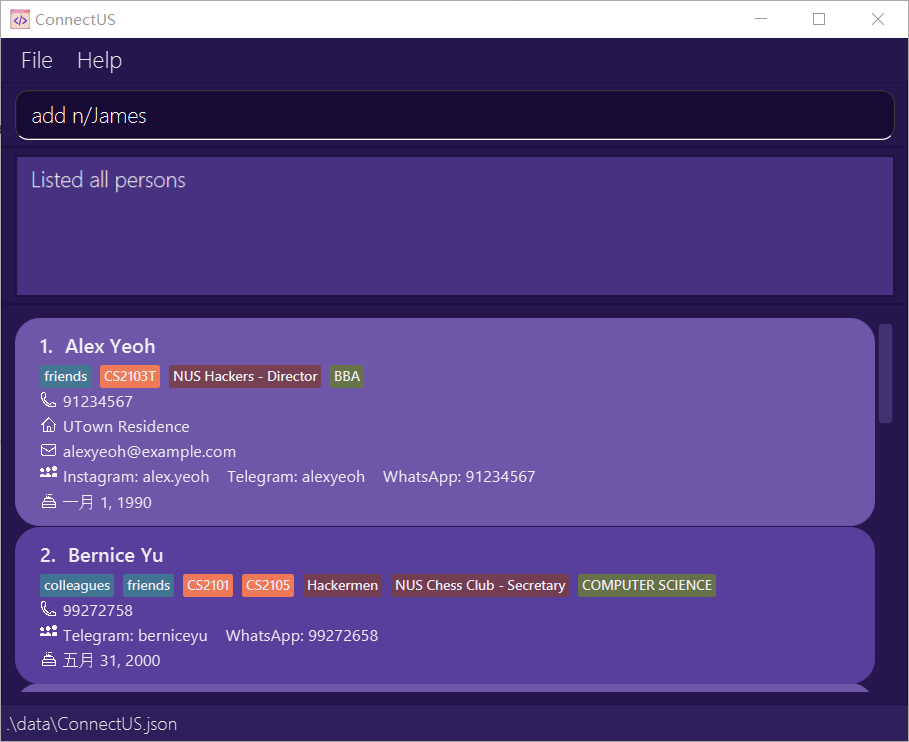 ConnectUS
File Help
add n/James
Listed all persons
1. Alex Yeoh
friends CS2103T NUS Hackers - Director BBA
91234567
UTown Residence
alexyeoh@example.com
Instagram: alex.yeoh Telegram: alexyeoh WhatsApp: 91234567
一月 1, 1990
2. Bernice Yu
colleagues friends CS2101 CS2105 Hackermen NUS Chess Club - Secretary COMPUTER SCIENCE
99272758
Telegram: berniceyu WhatsApp: 99272658
五月 31, 2000
.\data\ConnectUS.json